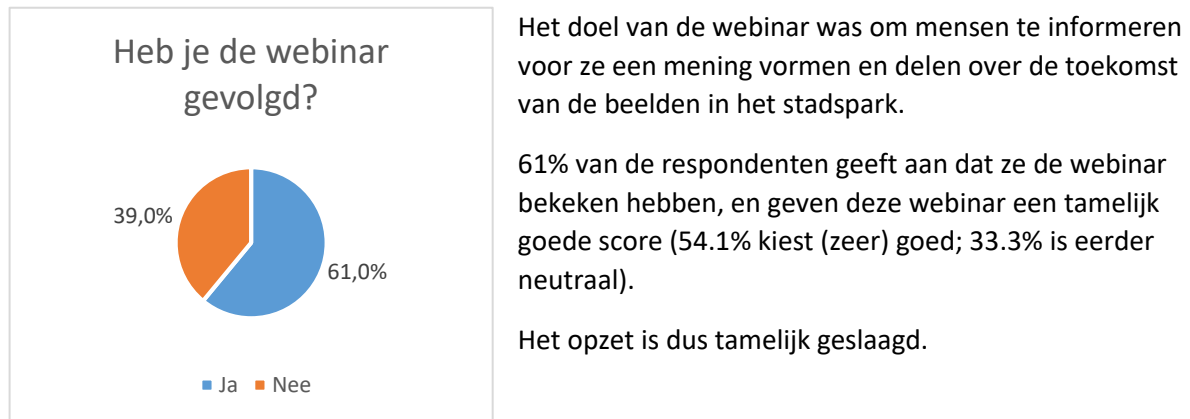 Heb je de webinar
gevolgd?
39,0%
61,0%
Ja Nee
Het doel van de webinar was om mensen te informeren
voor ze een mening vormen en delen over de toekomst
van de beelden in het stadspark.
61% van de respondenten geeft aan dat ze de webinar
bekeken hebben, en geven deze webinar een tamelijk
goede score (54.1% kiest (zeer) goed; 33.3% is eerder
neutraal).
Het opzet is dus tamelijk geslaagd.